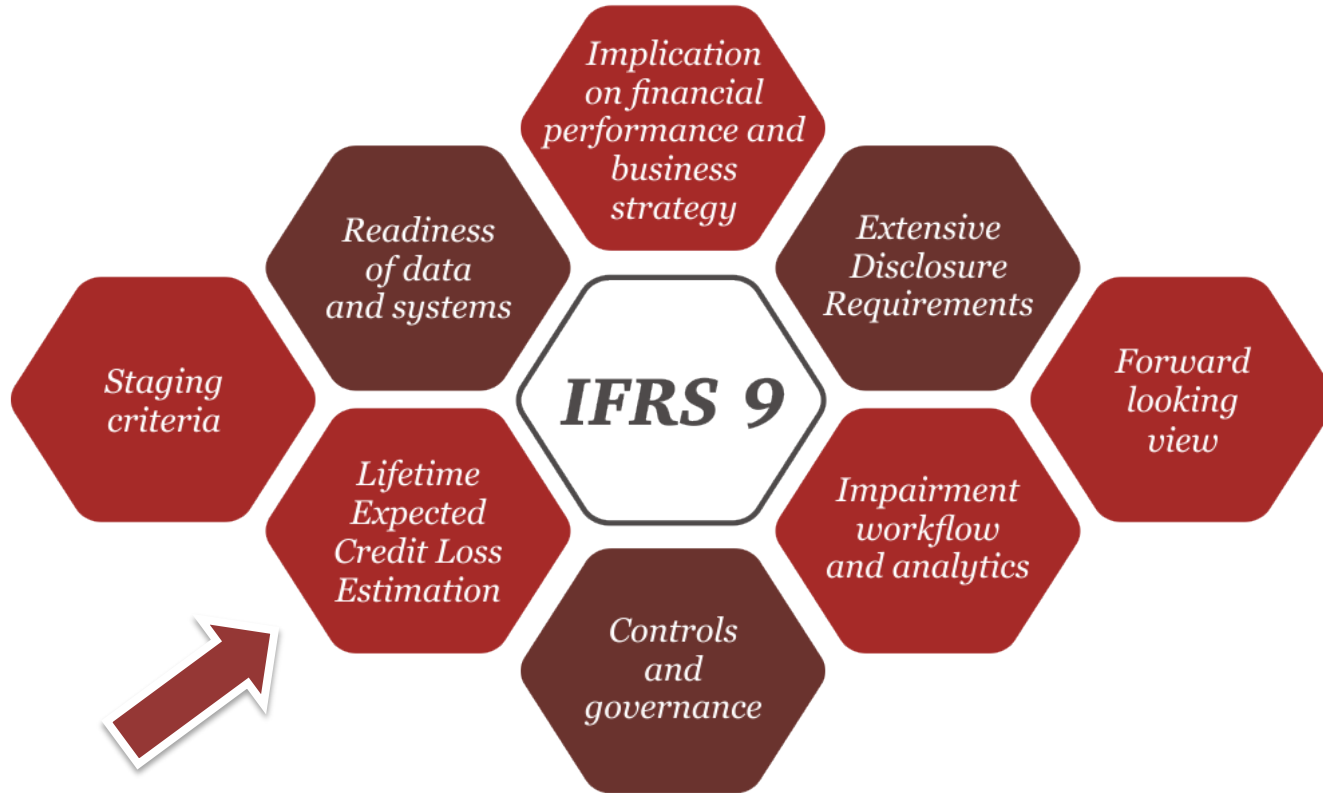 Implication
on financial
performance and
business
strategy
Readiness
of data
and systems
Extensive
Disclosure
Requirements
Staging
criteria
IFRS 9
Forward
looking
view
Lifetime
Expected
Credit Loss
Estimation
Impairment
workflow
and analytics
Controls
and
governance